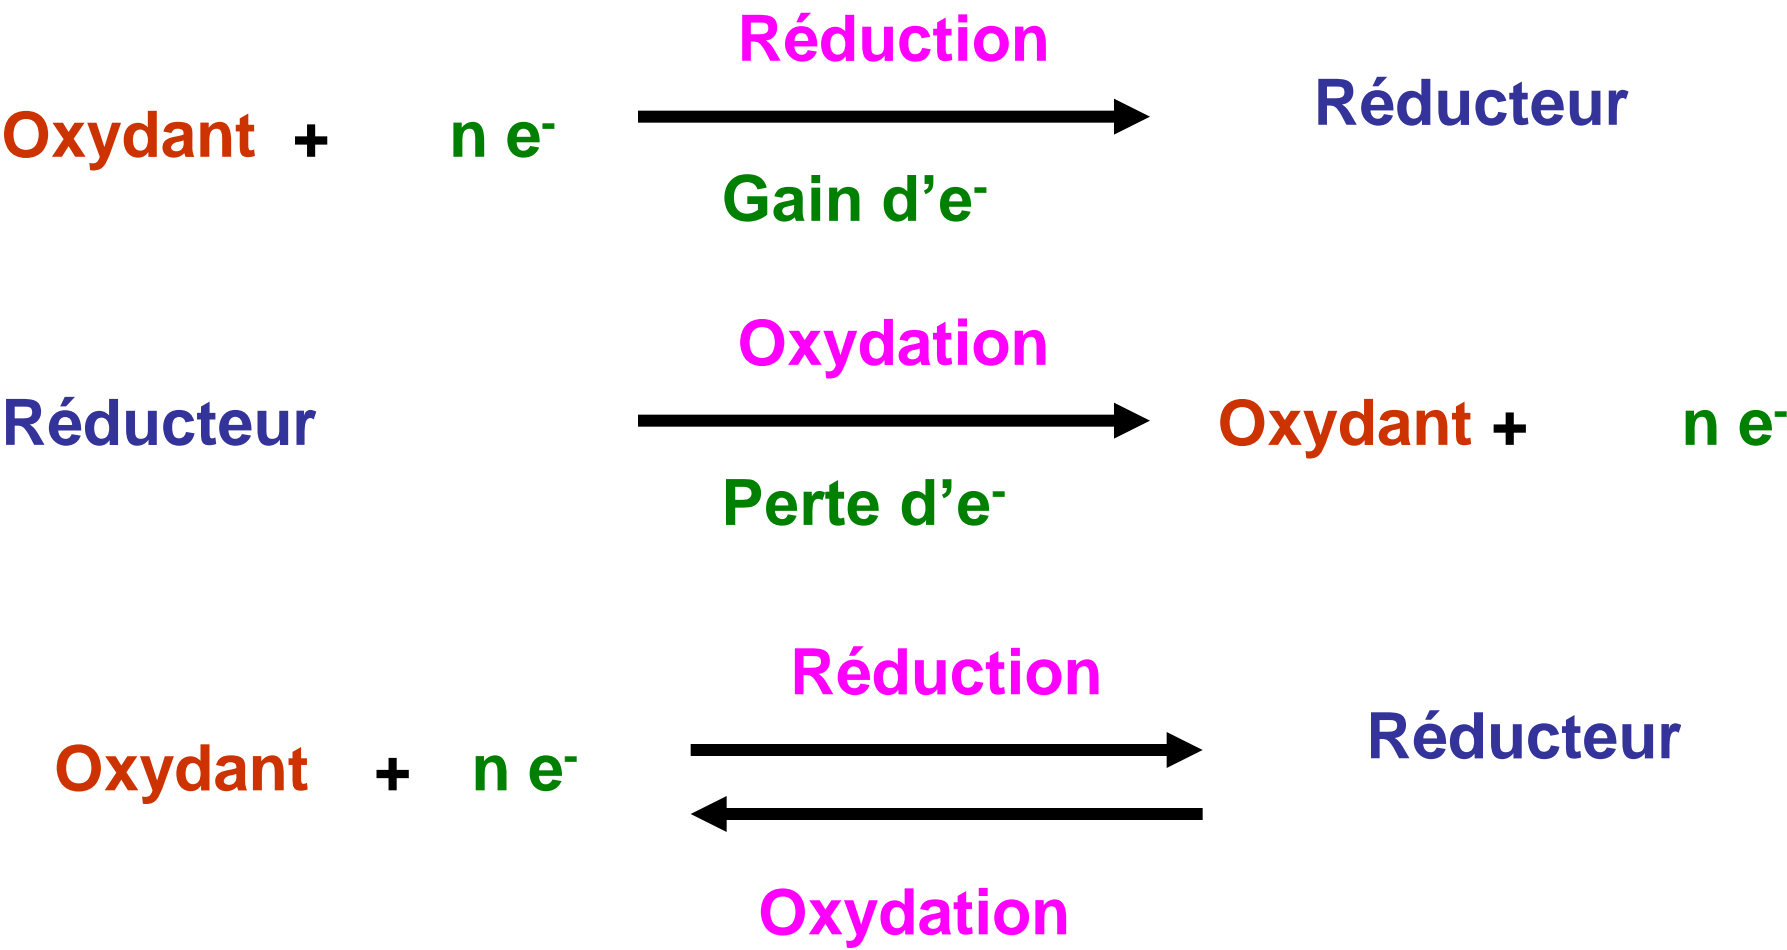 Réduction
Oxydant + n e- Réducteur
Gain d’e-
Oxydation
Réducteur Oxydant + n e-
Perte d’e-
Réduction
Oxydant + n e- Réducteur
Oxydation